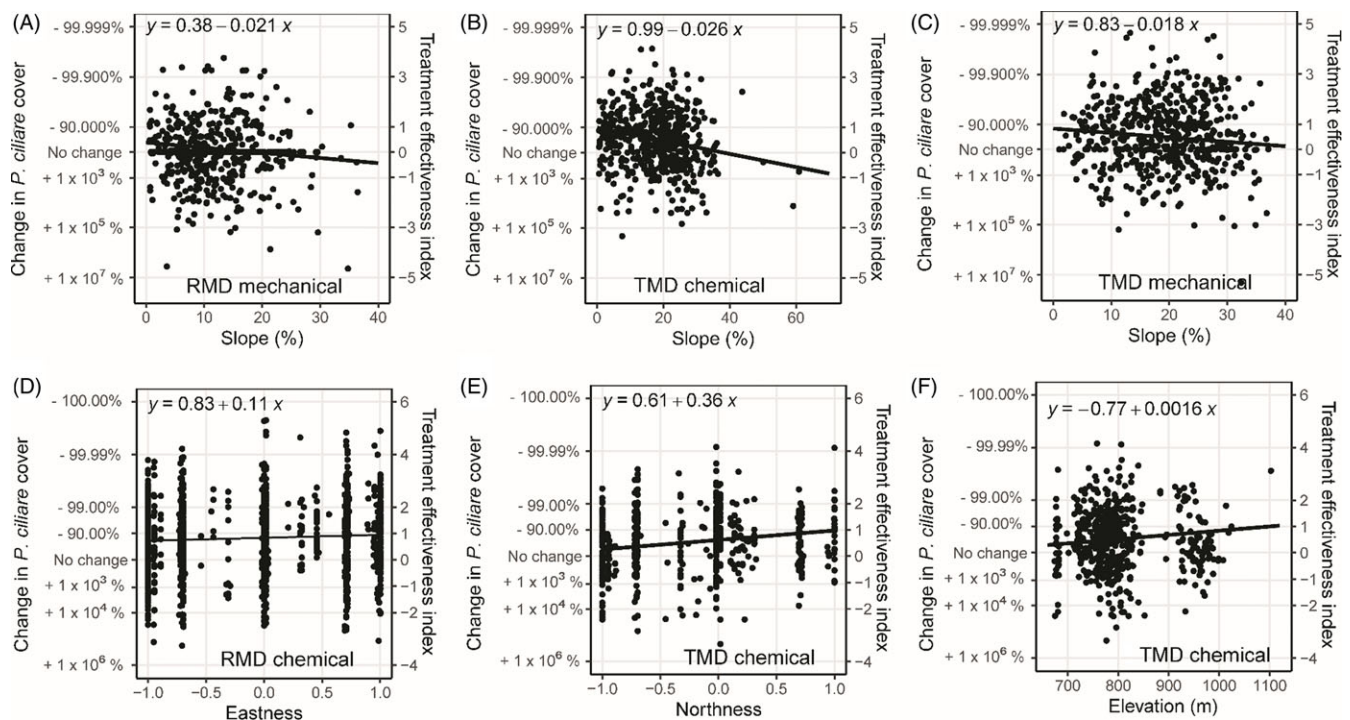 (A)
y = 0.38 – 0.021 x
- 99.999%
- 99.900%
- 90.000%
No change
+ 1 x 10³ %
+ 1 x 10⁵ %
+ 1 x 10⁷ %
Change in P. ciliare cover
5
3
1
0
−1
−3
−5
Treatment effectiveness index
RMD mechanical
0 10 20 30 40
Slope (%)
(B)
y = 0.99 – 0.026 x
- 99.999%
- 99.900%
- 90.000%
No change
+ 1 x 10³ %
+ 1 x 10⁵ %
+ 1 x 10⁷ %
Change in P. ciliare cover
5
3
1
0
−1
−3
−5
Treatment effectiveness index
TMD chemical
0 20 40 60
Slope (%)
(C)
y = 0.83 – 0.018 x
- 99.999%
- 99.900%
- 90.000%
No change
+ 1 x 10³ %
+ 1 x 10⁵ %
+ 1 x 10⁷ %
Change in P. ciliare cover
5
3
1
0
−1
−3
−5
Treatment effectiveness index
TMD mechanical
0 10 20 30 40
Slope (%)
(D)
y = 0.83 + 0.11 x
- 100.00%
- 99.99%
- 99.00%
- 90.00%
No change
+ 1 x 10³ %
+ 1 x 10⁴ %
+ 1 x 10⁶ %
Change in P. ciliare cover
6
4
2
1
0
−1
−2
−4
Treatment effectiveness index
RMD chemical
−1.0 −0.5 0.0 0.5 1.0
Eastness
(E)
y = 0.61 + 0.36 x
- 100.00%
- 99.99%
- 99.00%
- 90.00%
No change
+ 1 x 10³ %
+ 1 x 10⁴ %
+ 1 x 10⁶ %
Change in P. ciliare cover
6
4
2
1
0
−1
−2
−4
Treatment effectiveness index
TMD chemical
−1.0 −0.5 0.0 0.5 1.0
Northness
(F)
y = −0.77 + 0.0016 x
- 100.00%
- 99.99%
- 99.00%
- 90.00%
No change
+ 1 x 10³ %
+ 1 x 10⁴ %
+ 1 x 10⁶ %
Change in P. ciliare cover
6
4
2
1
0
−1
−2
−4
Treatment effectiveness index
TMD chemical
700 800 900 1000 1100
Elevation (m)